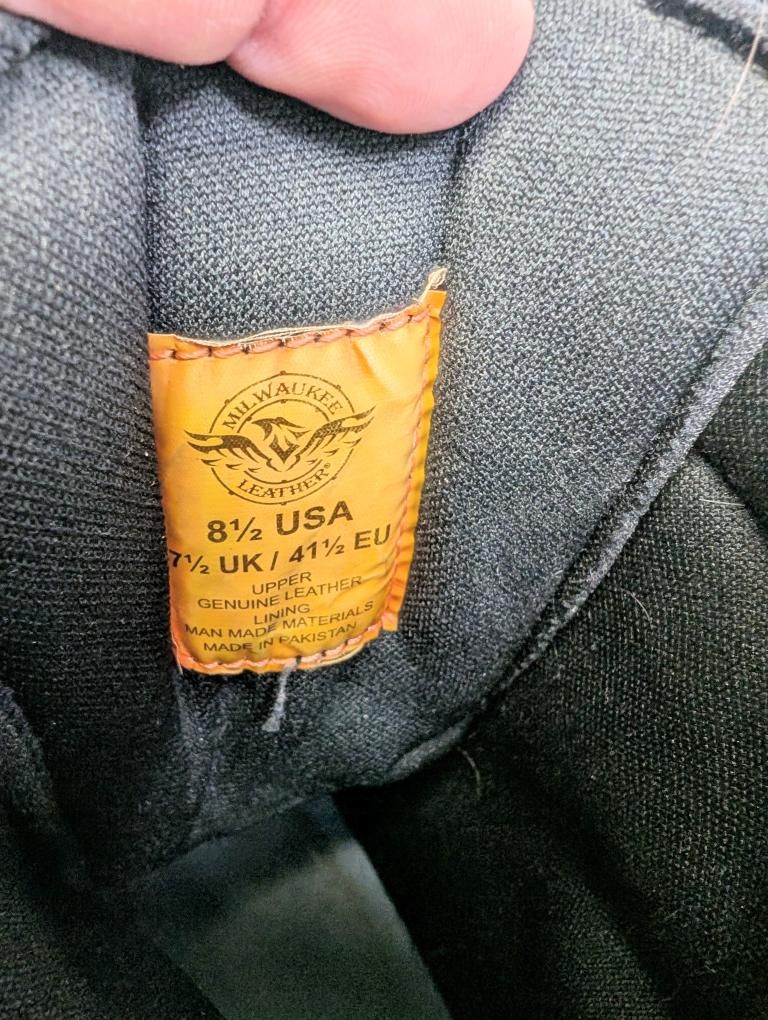 MILWAUKEE
LEATHER®
8½ USA
7½ UK / 41½ EU
UPPER
GENUINE LEATHER
LINING
MAN MADE MATERIALS
MADE IN PAKISTAN